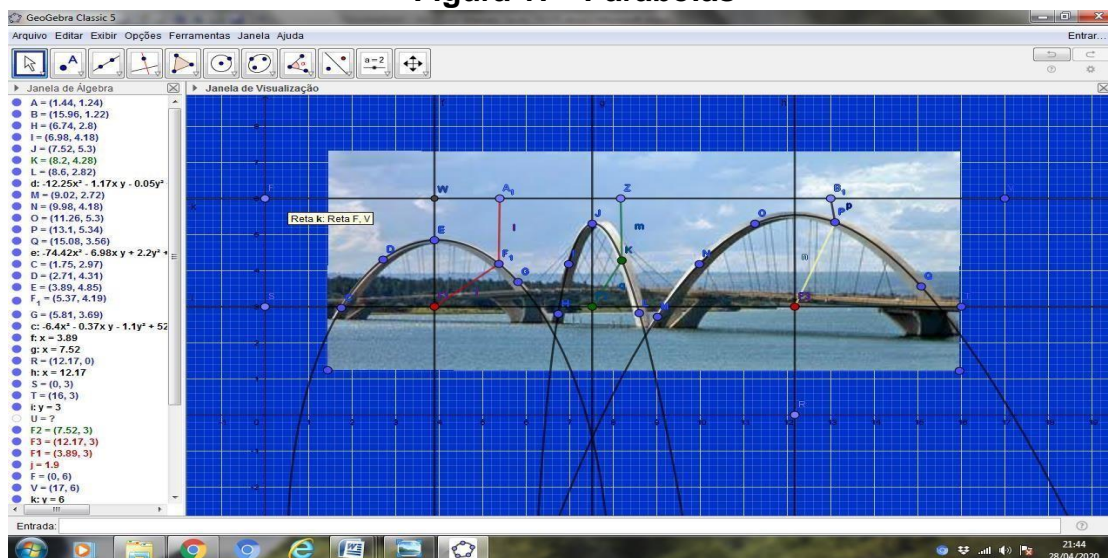 GeoGebra Classic 5
Arquivo Editar Exibir Opções Ferramentas Janela Ajuda
Entrar...
A
a=2
Janela de Álgebra
Janela de Visualização
A = (1.44, 1.24)
B = (15.96, 1.22)
H = (6.74, 2.8)
I = (6.98, 4.18)
J = (7.52, 5.3)
K = (8.2, 4.28)
L = (8.6, 2.82)
d: -12.25x² - 1.17x y - 0.05y²
M = (9.02, 2.72)
N = (9.98, 4.18)
O = (11.26, 5.3)
P = (13.1, 5.34)
Q = (15.08, 3.56)
e: -74.42x² - 6.98x y + 2.2y² +
C = (1.75, 2.97)
D = (2.71, 4.31)
E = (3.89, 4.85)
F₁ = (5.37, 4.19)
G = (5.81, 3.69)
c: -6.4x² - 0.37x y - 1.1y² + 52
f: x = 3.89
g: x = 7.52
R = (12.17, 0)
h: x = 12.17
S = (0, 3)
T = (16, 3)
i: y = 3
U = ?
F2 = (7.52, 3)
F3 = (12.17, 3)
F1 = (3.89, 3)
j = 1.9
F = (0, 6)
V = (17, 6)
k: y = 6
W
A₁
Z
B₁
Reta k: Reta F, V
l
J
m
O
P
p
E
D
F₁
K
N
n
G
Q
H
R
Entrada:
21:44
28/04/2020